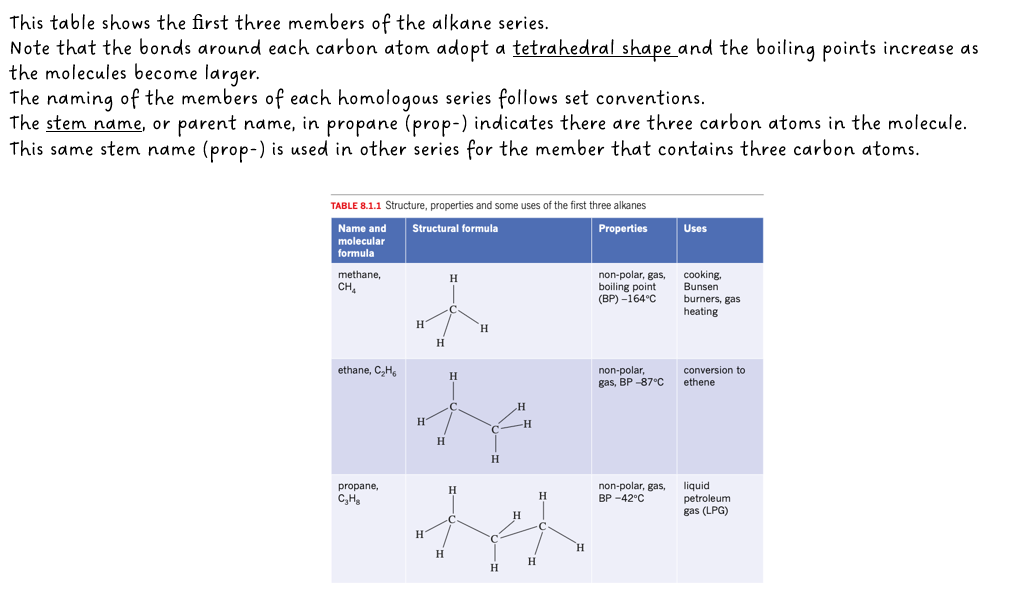 This table shows the first three members of the alkane series.
Note that the bonds around each carbon atom adopt a tetrahedral shape and the boiling points increase as
the molecules become larger.
The naming of the members of each homologous series follows set conventions.
The stem name, or parent name, in propane (prop-) indicates there are three carbon atoms in the molecule.
This same stem name (prop-) is used in other series for the member that contains three carbon atoms.
TABLE 8.1.1 Structure, properties and some uses of the first three alkanes
Name and
molecular
formula
Structural formula
Properties
Uses
methane,
CH₄
H
C
H
H
H
non-polar, gas,
boiling point
(BP) –164°C
cooking,
Bunsen
burners, gas
heating
ethane, C₂H₆
H
C
H
H
H
C
H
H
non-polar,
gas, BP –87°C
conversion to
ethene
propane,
C₃H₈
H
H
H
C
C
H
C
H
H
H
H
non-polar, gas,
BP –42°C
liquid
petroleum
gas (LPG)